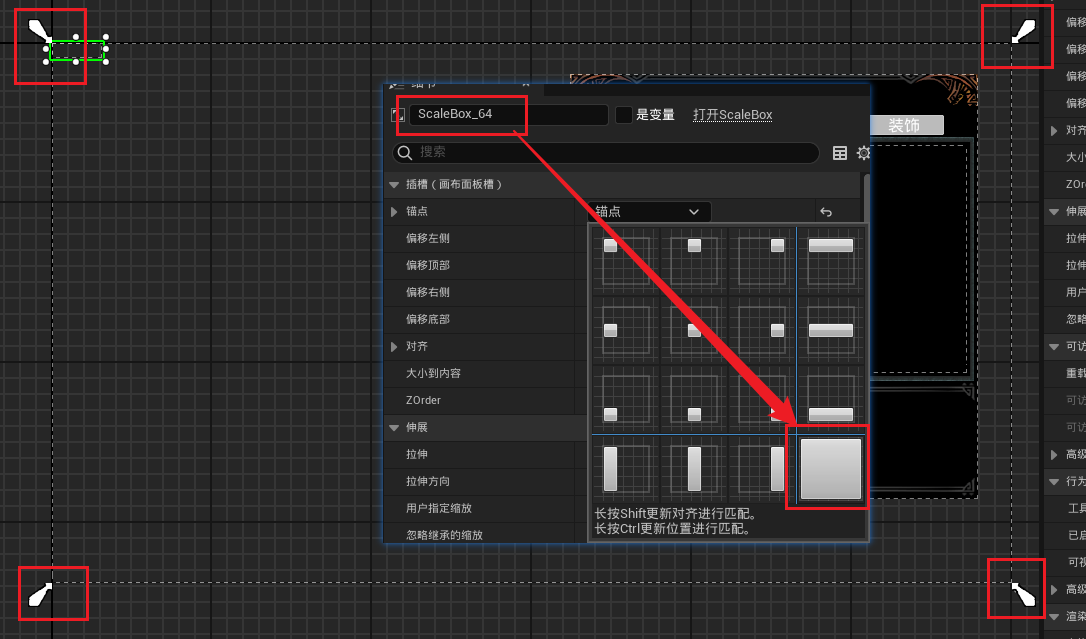 ScaleBox_64
是变量
打开ScaleBox
搜索
装饰
插槽（画布面板槽）
锚点
锚点
偏移左侧
偏移顶部
偏移右侧
偏移底部
对齐
大小到内容
ZOrder
伸展
拉伸
拉伸方向
用户指定缩放
忽略继承的缩放
长按Shift更新对齐进行匹配。
长按Ctrl更新位置进行匹配。
偏移
偏移
偏移
偏移
对齐
大小
ZOr
伸展
拉伸
拉伸
用户
忽略
可访
重载
可访
可访
高级
行为
工具
已启
可视
高级
渲染